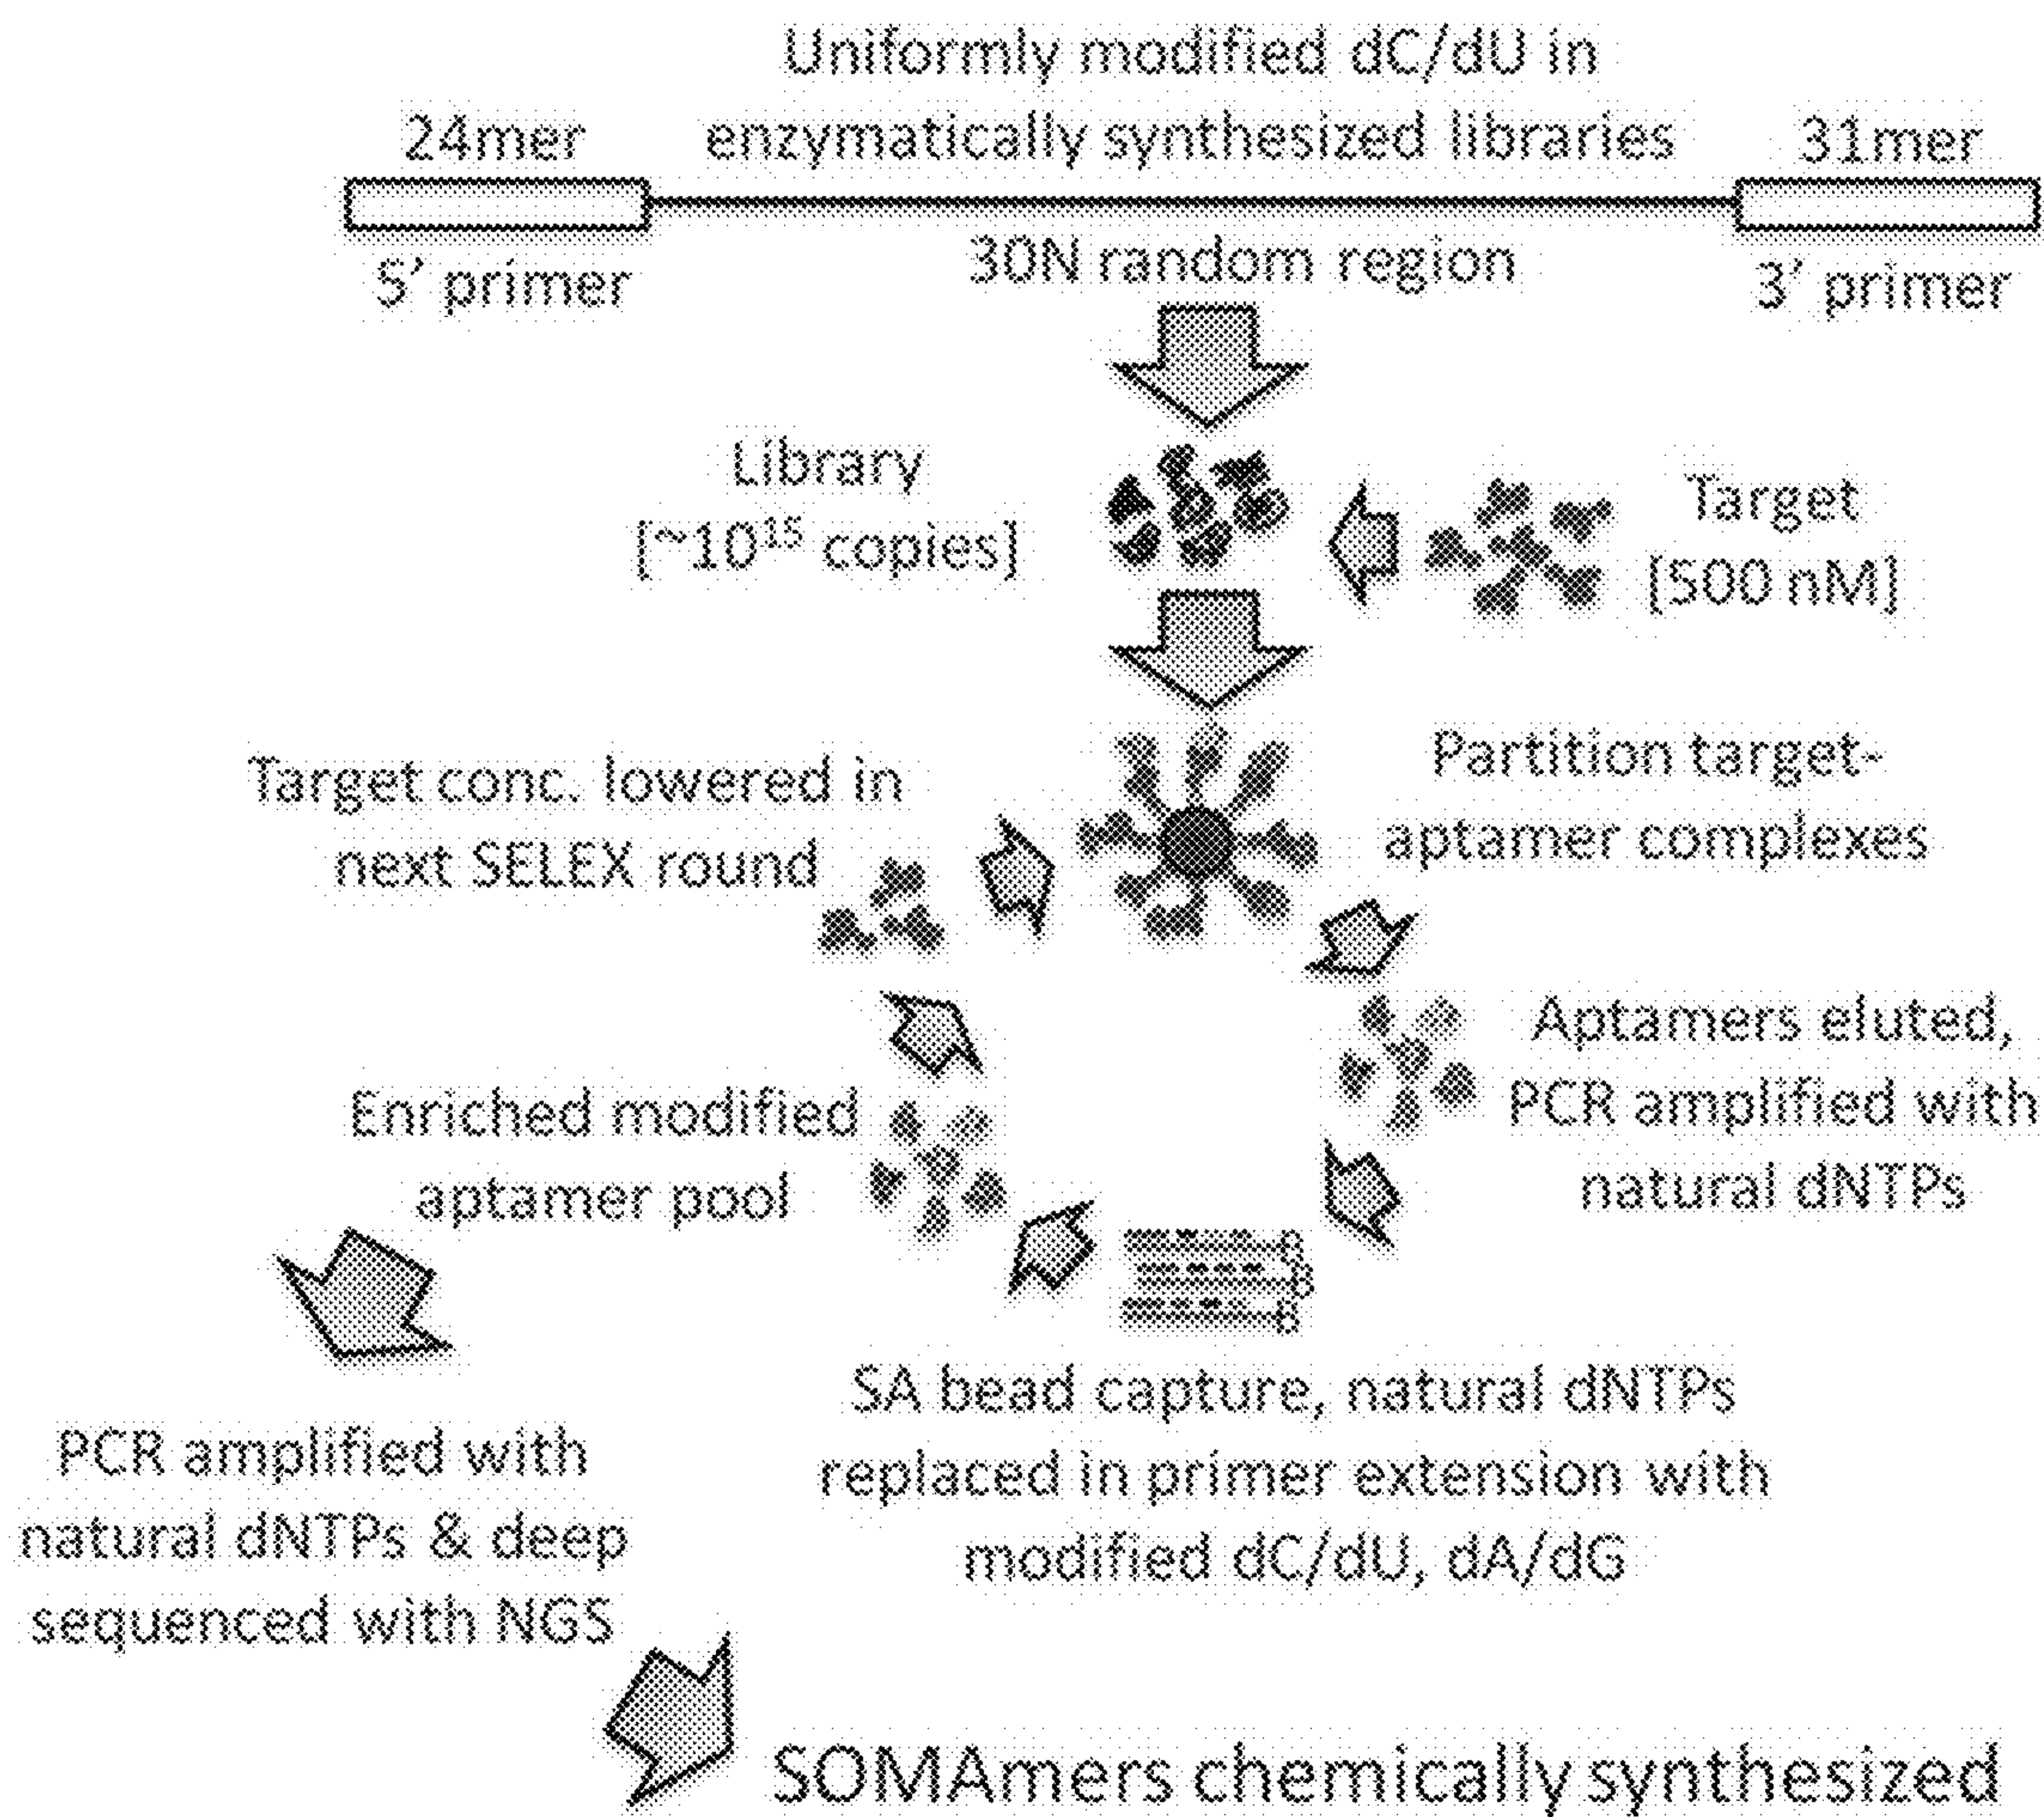 Uniformly modified dC/dU in
enzymatically synthesized libraries
24mer
31mer
5' primer
30N random region
3' primer
Library
[~10¹⁵ copies]
Target
[500 nM]
Partition target-
aptamer complexes
Target conc. lowered in
next SELEX round
Aptamers eluted,
PCR amplified with
natural dNTPs
Enriched modified
aptamer pool
SA bead capture, natural dNTPs
replaced in primer extension with
modified dC/dU, dA/dG
PCR amplified with
natural dNTPs & deep
sequenced with NGS
SOMAmers chemically synthesized